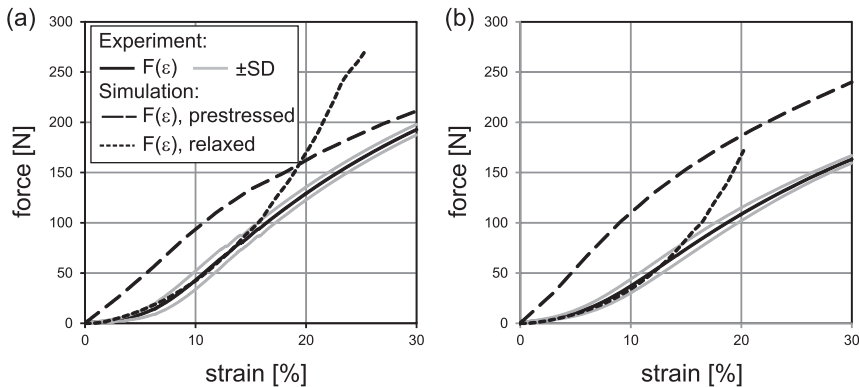 (a)
300
250
200
150
100
50
0
force [N]
Experiment:
F(ε)
±SD
Simulation:
F(ε), prestressed
F(ε), relaxed
0
10
20
30
strain [%]
(b)
300
250
200
150
100
50
0
force [N]
0
10
20
30
strain [%]